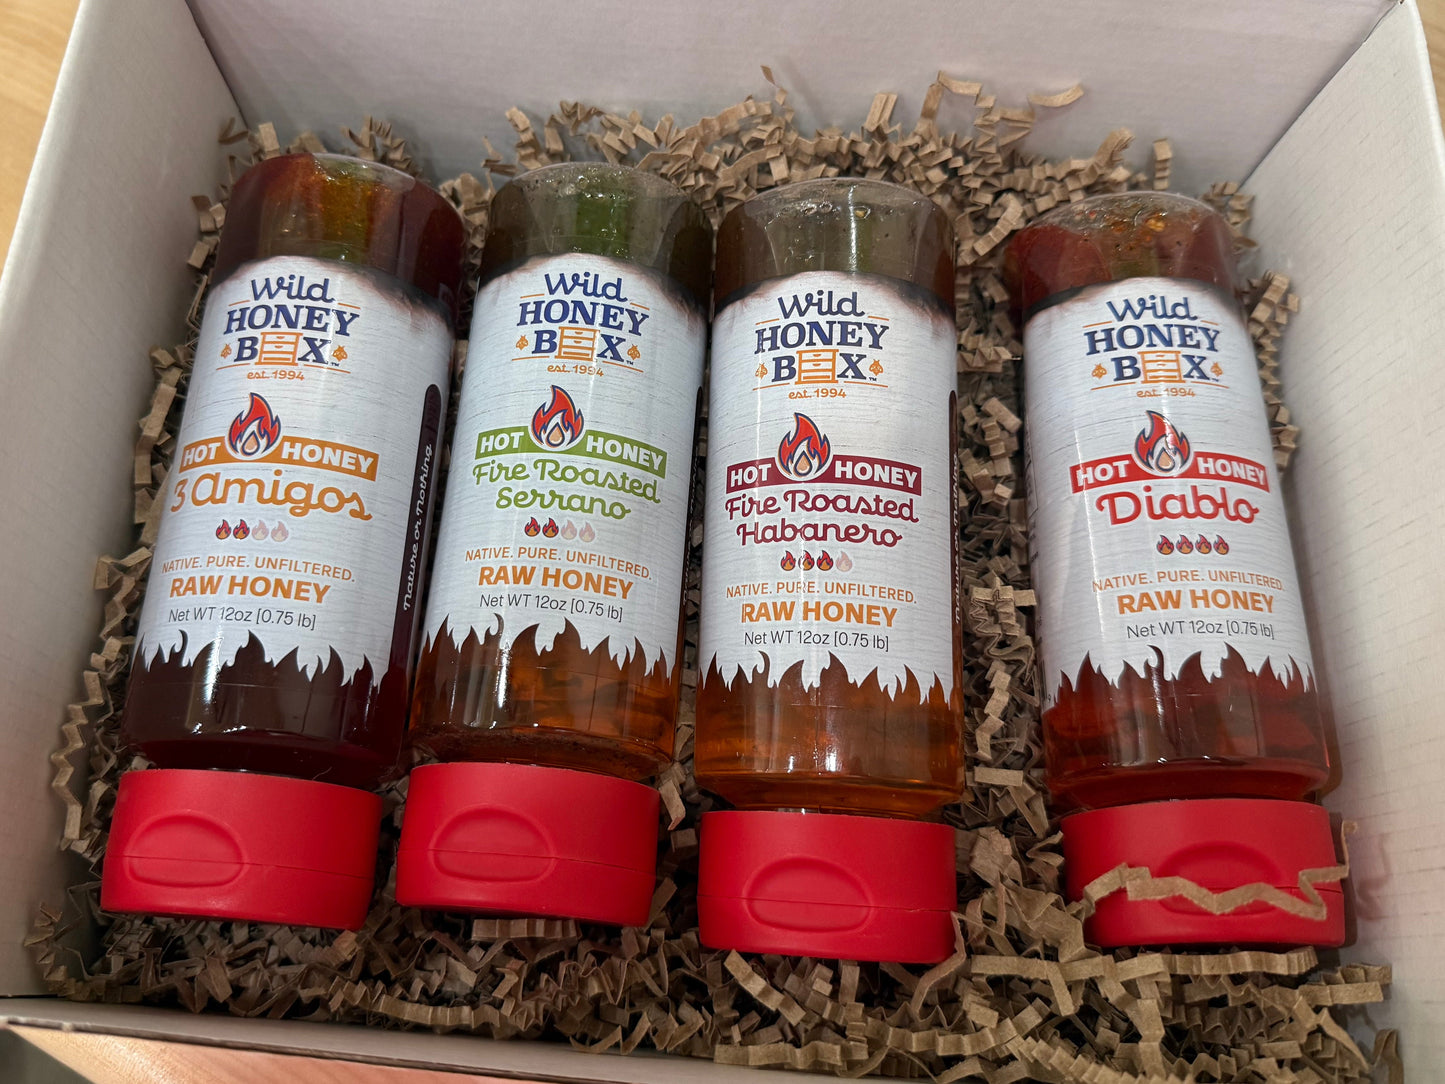 Wild
HONEY
BOX
est. 1994
HOT HONEY
3 Amigos
NATIVE. PURE. UNFILTERED.
RAW HONEY
Net WT 12oz [0.75 lb]
Nature or Nothing
Wild
HONEY
BOX™
est. 1994
HOT HONEY
Fire Roasted
Serrano
NATIVE. PURE. UNFILTERED.
RAW HONEY
Net WT 12oz [0.75 lb]
Wild
HONEY
BOX™
est. 1994
HOT HONEY
Fire Roasted
Habanero
NATIVE. PURE. UNFILTERED.
RAW HONEY
Net WT 12oz [0.75 lb]
Wild
HONEY
BOX™
est. 1994
HOT HONEY
Diablo
NATIVE. PURE. UNFILTERED.
RAW HONEY
Net WT 12oz [0.75 lb]